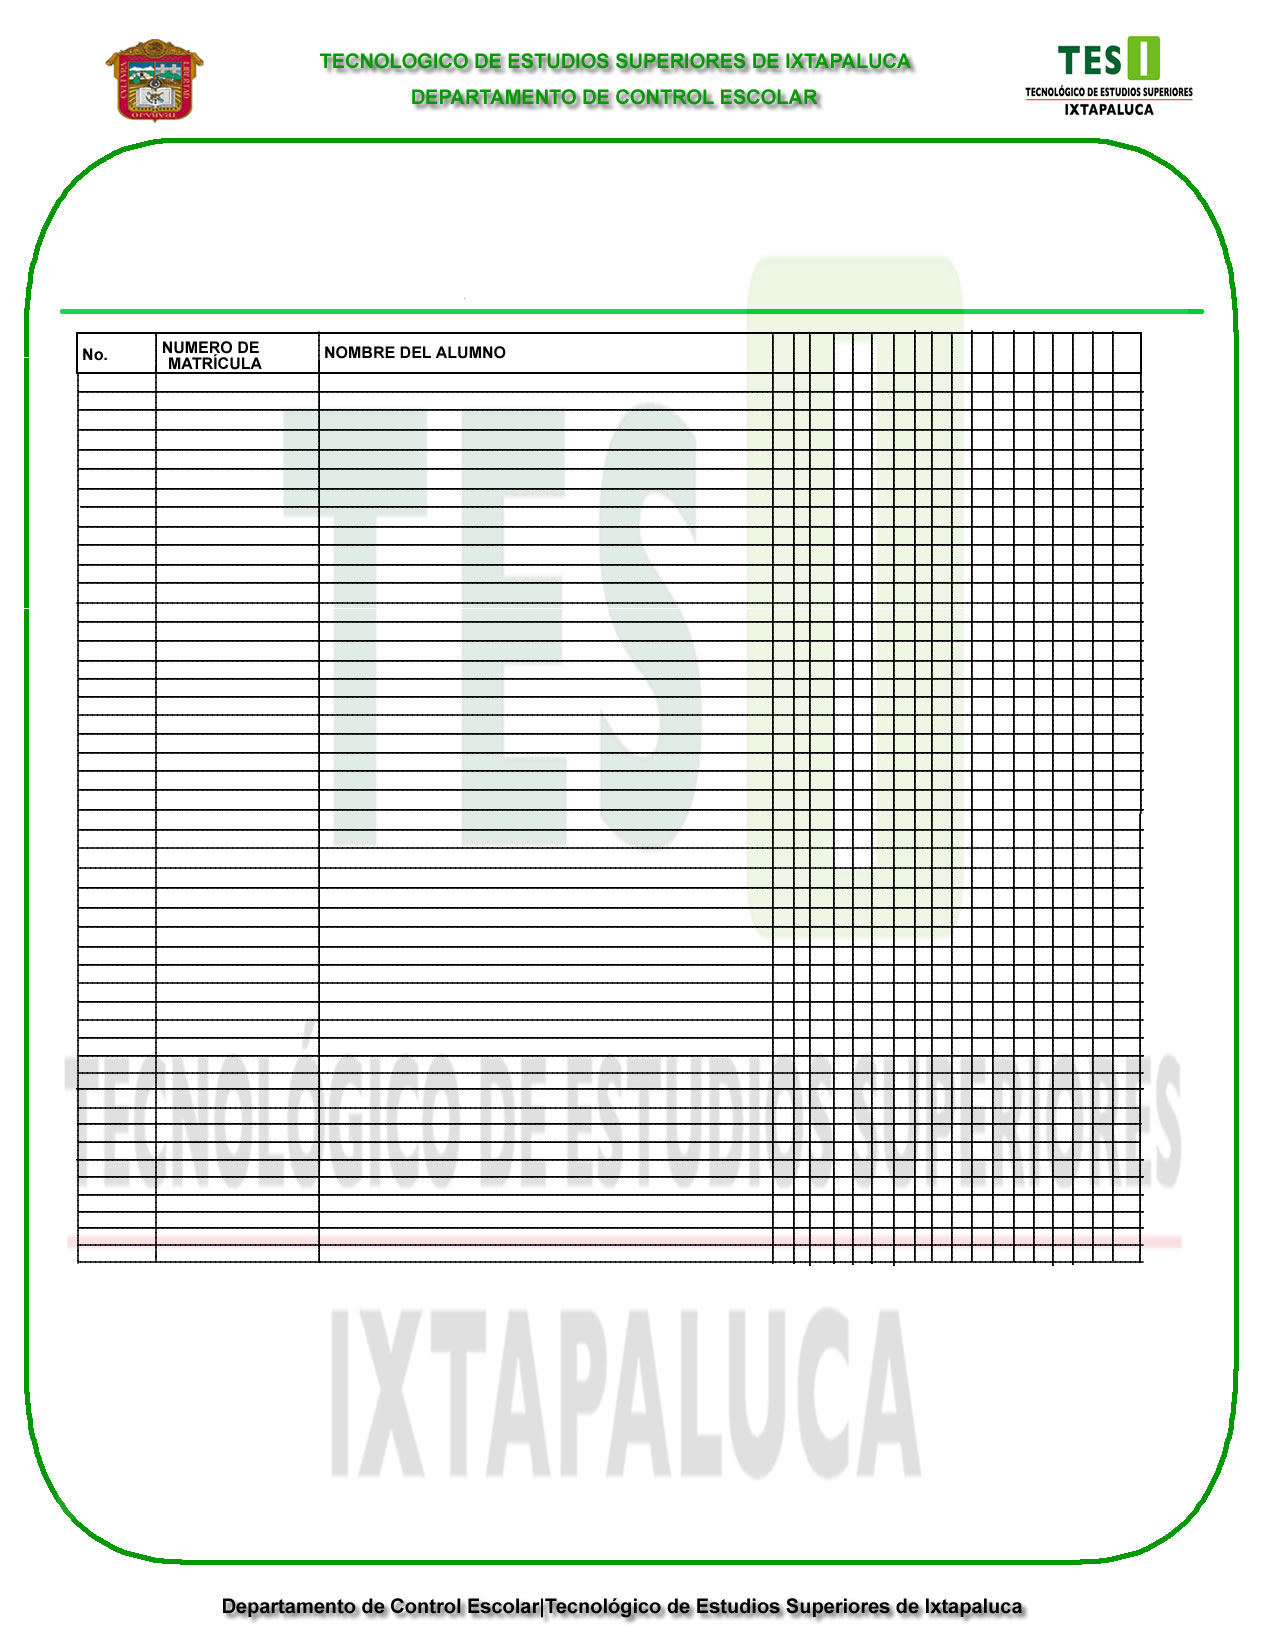 TECNOLOGICO DE ESTUDIOS SUPERIORES DE IXTAPALUCA
DEPARTAMENTO DE CONTROL ESCOLAR
TESI
TECNOLÓGICO DE ESTUDIOS SUPERIORES
IXTAPALUCA
No.
NUMERO DE
MATRÍCULA
NOMBRE DEL ALUMNO
TESI
TECNOLÓGICO DE ESTUDIOS SUPERIORES
IXTAPALUCA
Departamento de Control Escolar|Tecnológico de Estudios Superiores de Ixtapaluca